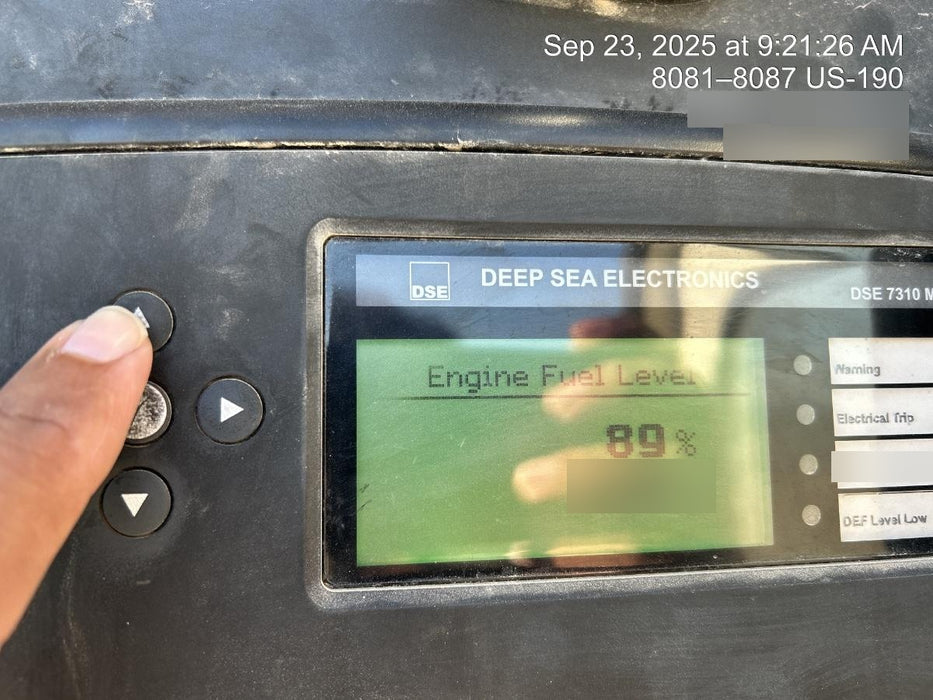 Sep 23, 2025 at 9:21:26 AM
8081–8087 US-190
DSE
DEEP SEA ELECTRONICS
DSE 7310 M
Engine Fuel Level
89 %
Warning
Electrical Trip
DEF Level Low